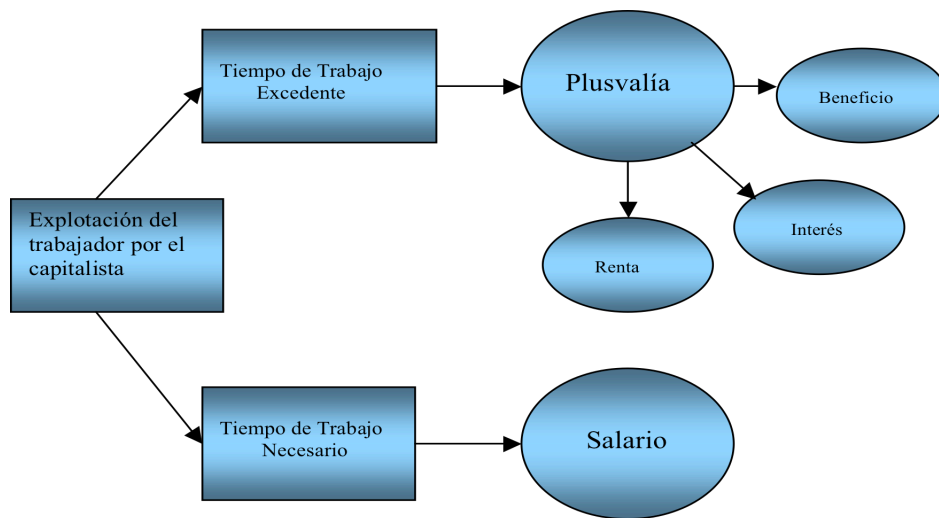 Tiempo de Trabajo
Excedente
Plusvalía
Beneficio
Explotación del
trabajador por el
capitalista
Interés
Renta
Tiempo de Trabajo
Necesario
Salario